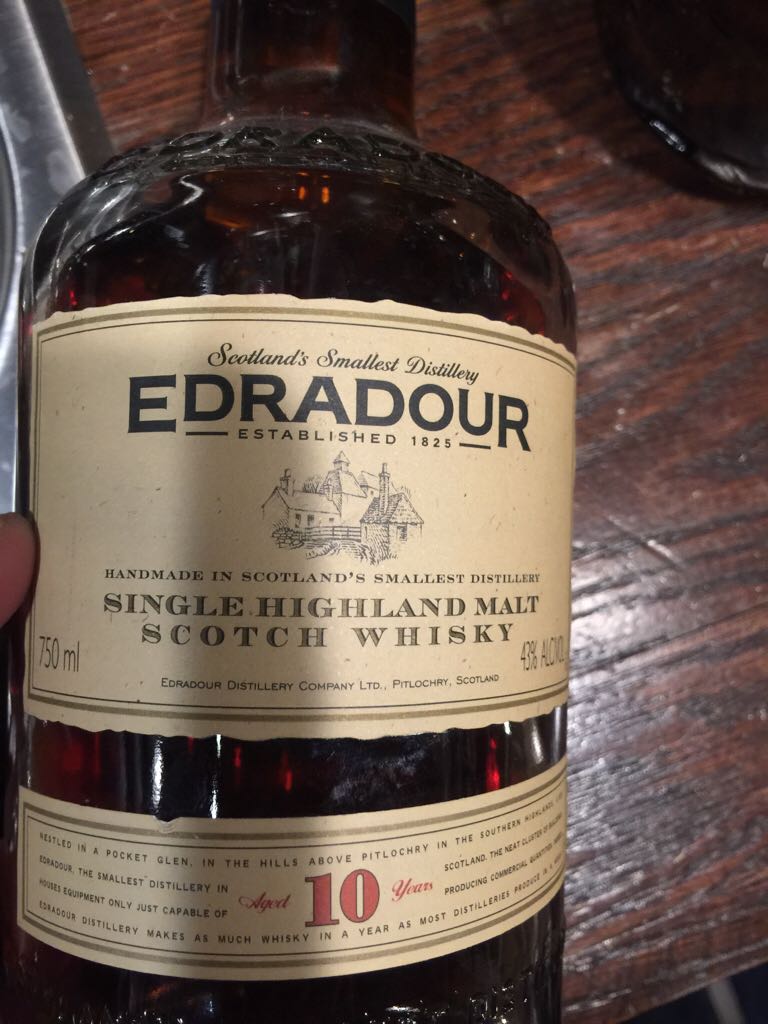 Scotland's Smallest Distillery
EDRADOUR
ESTABLISHED 1825
HANDMADE IN SCOTLAND'S SMALLEST DISTILLERY
SINGLE HIGHLAND MALT
SCOTCH WHISKY
750 ml
43% ALC/VOL
EDRADOUR DISTILLERY COMPANY LTD., PITLOCHRY, SCOTLAND
NESTLED IN A POCKET GLEN, IN THE HILLS ABOVE PITLOCHRY IN THE SOUTHERN HIGHLANDS
EDRADOUR, THE SMALLEST DISTILLERY IN
SCOTLAND. THE NEAT CLUSTER OF
HOUSES EQUIPMENT ONLY JUST CAPABLE OF
Aged 10 Years
PRODUCING COMMERCIAL QUANTITIES
EDRADOUR DISTILLERY MAKES AS MUCH WHISKY IN A YEAR AS MOST DISTILLERIES PRODUCE IN A